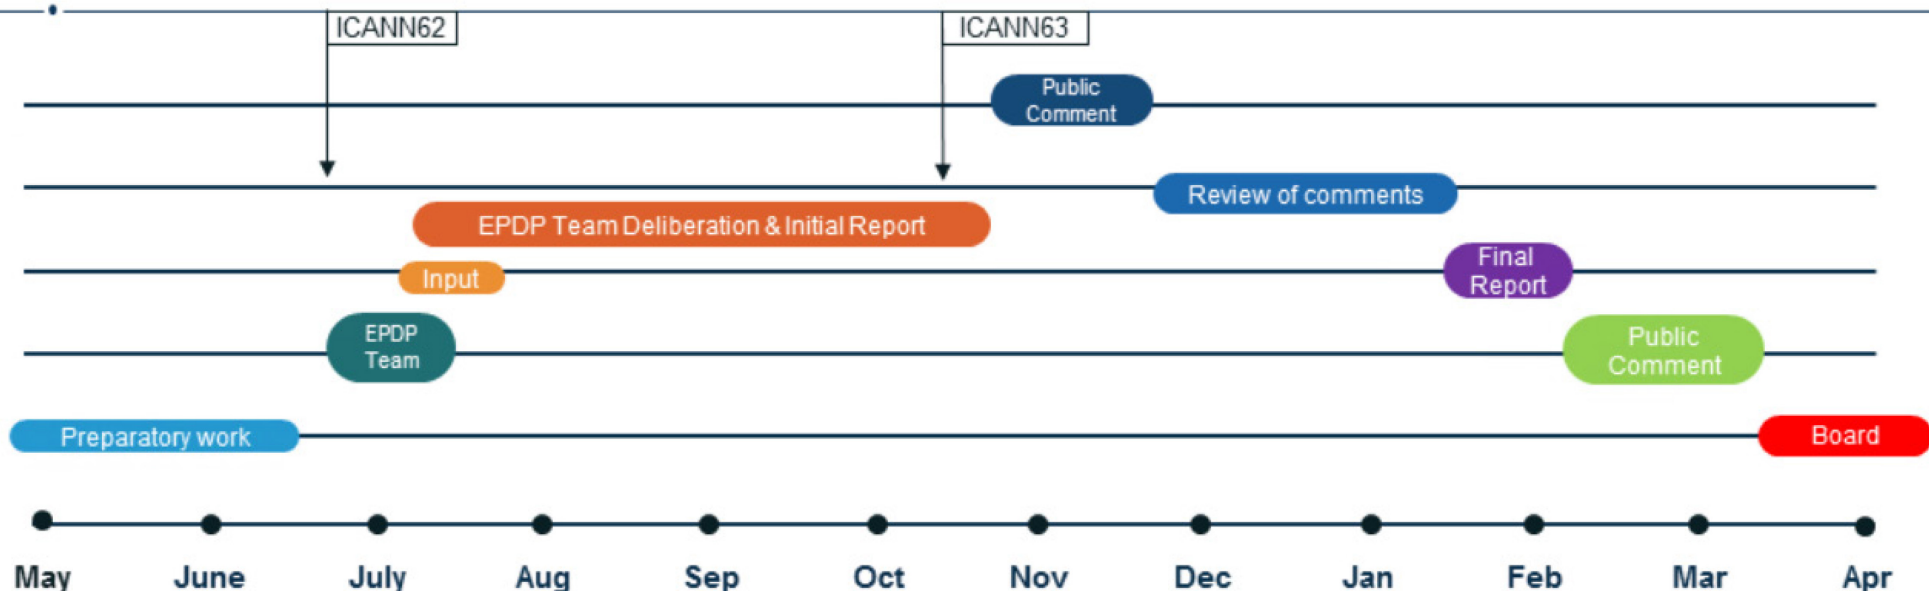 ICANN62
ICANN63
Public
Comment
Review of comments
EPDP Team Deliberation & Initial Report
Final
Report
Input
EPDP
Team
Public
Comment
Preparatory work
Board
May June July Aug Sep Oct Nov Dec Jan Feb Mar Apr